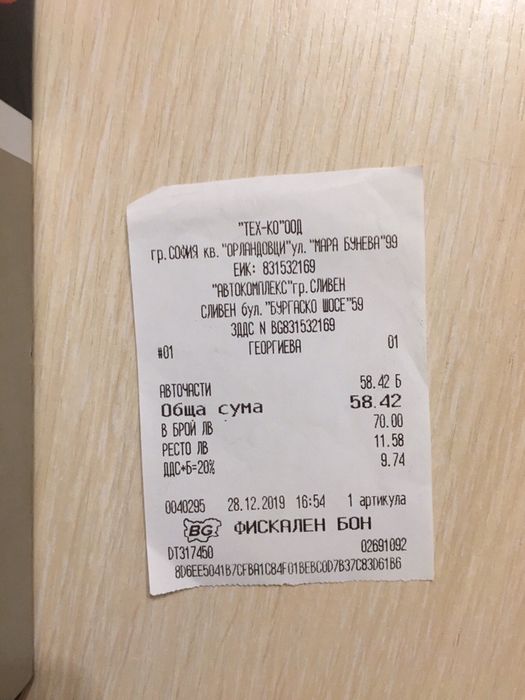 "ТЕХ-КО"ООД
гр.СОФИЯ кв."ОРЛАНДОВЦИ"ул."МАРА БУНЕВА"99
ЕИК: 831532169
"АВТОКОМПЛЕКС"гр.СЛИВЕН
СЛИВЕН бул."БУРГАСКО ШОСЕ"59
ЗДДС N BG831532169
#01 ГЕОРГИЕВА 01
АВТОЧАСТИ 58.42 Б
Обща сума 58.42
В БРОЙ ЛВ 70.00
РЕСТО ЛВ 11.58
ДДС+Б=20% 9.74
0040295 28.12.2019 16:54 1 артикула
BG ФИСКАЛЕН БОН
DT317450 02691092
8D6EE5041B7CFBA1C84F01BEBC0D7B37C83D61B6